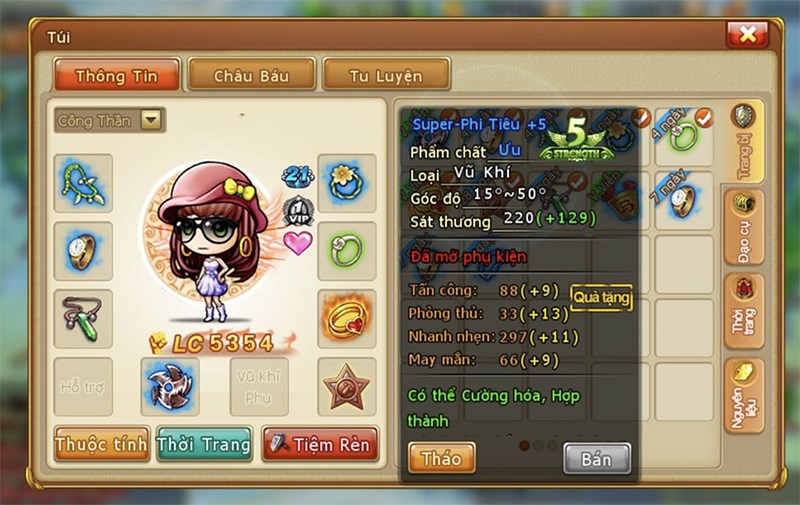 Túi
Thông Tin
Châu Báu
Tu Luyện
Công Thần
21
1
VIP
LC 5354
Hỗ trợ
Vũ Khí
Phụ
Thuộc tính
Thời Trang
Tiệm Rèn
Super-Phi Tiêu +5
5
STRENGTH
Phẩm chất Ưu
Loại Vũ Khí
Góc độ 15°~50°
Sát thương 220(+129)
Đã mở phụ kiện
Tấn công: 88(+9)
Quà tặng
Phòng thủ: 33(+13)
Nhanh nhẹn: 297(+11)
May mắn: 66(+9)
Có thể Cường hóa, Hợp
thành
Tháo
Bán
4 ngày
7 ngày
Trang bị
Đạo cụ
Thời
trang
Nguyên
liệu